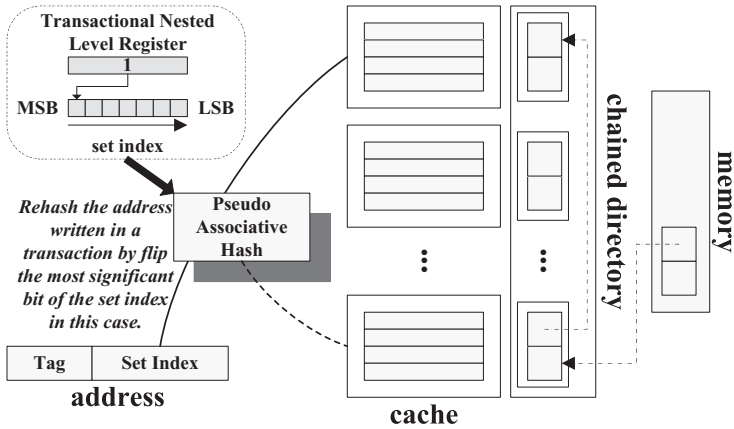 Transactional Nested
Level Register
1
MSB
LSB
set index
Rehash the address
written in a
transaction by flip
the most significant
bit of the set index
in this case.
Pseudo
Associative
Hash
Tag
Set Index
address
cache
chained directory
memory